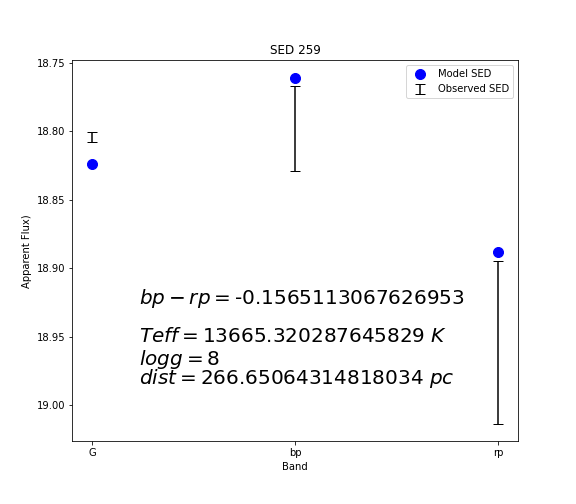 SED 259
18.75
18.80
18.85
18.90
18.95
19.00
Apparent Flux)
Model SED
Observed SED
bp − rp = -0.1565113067626953
Teff = 13665.320287645829 K
logg = 8
dist = 266.65064314818034 pc
G bp rp
Band